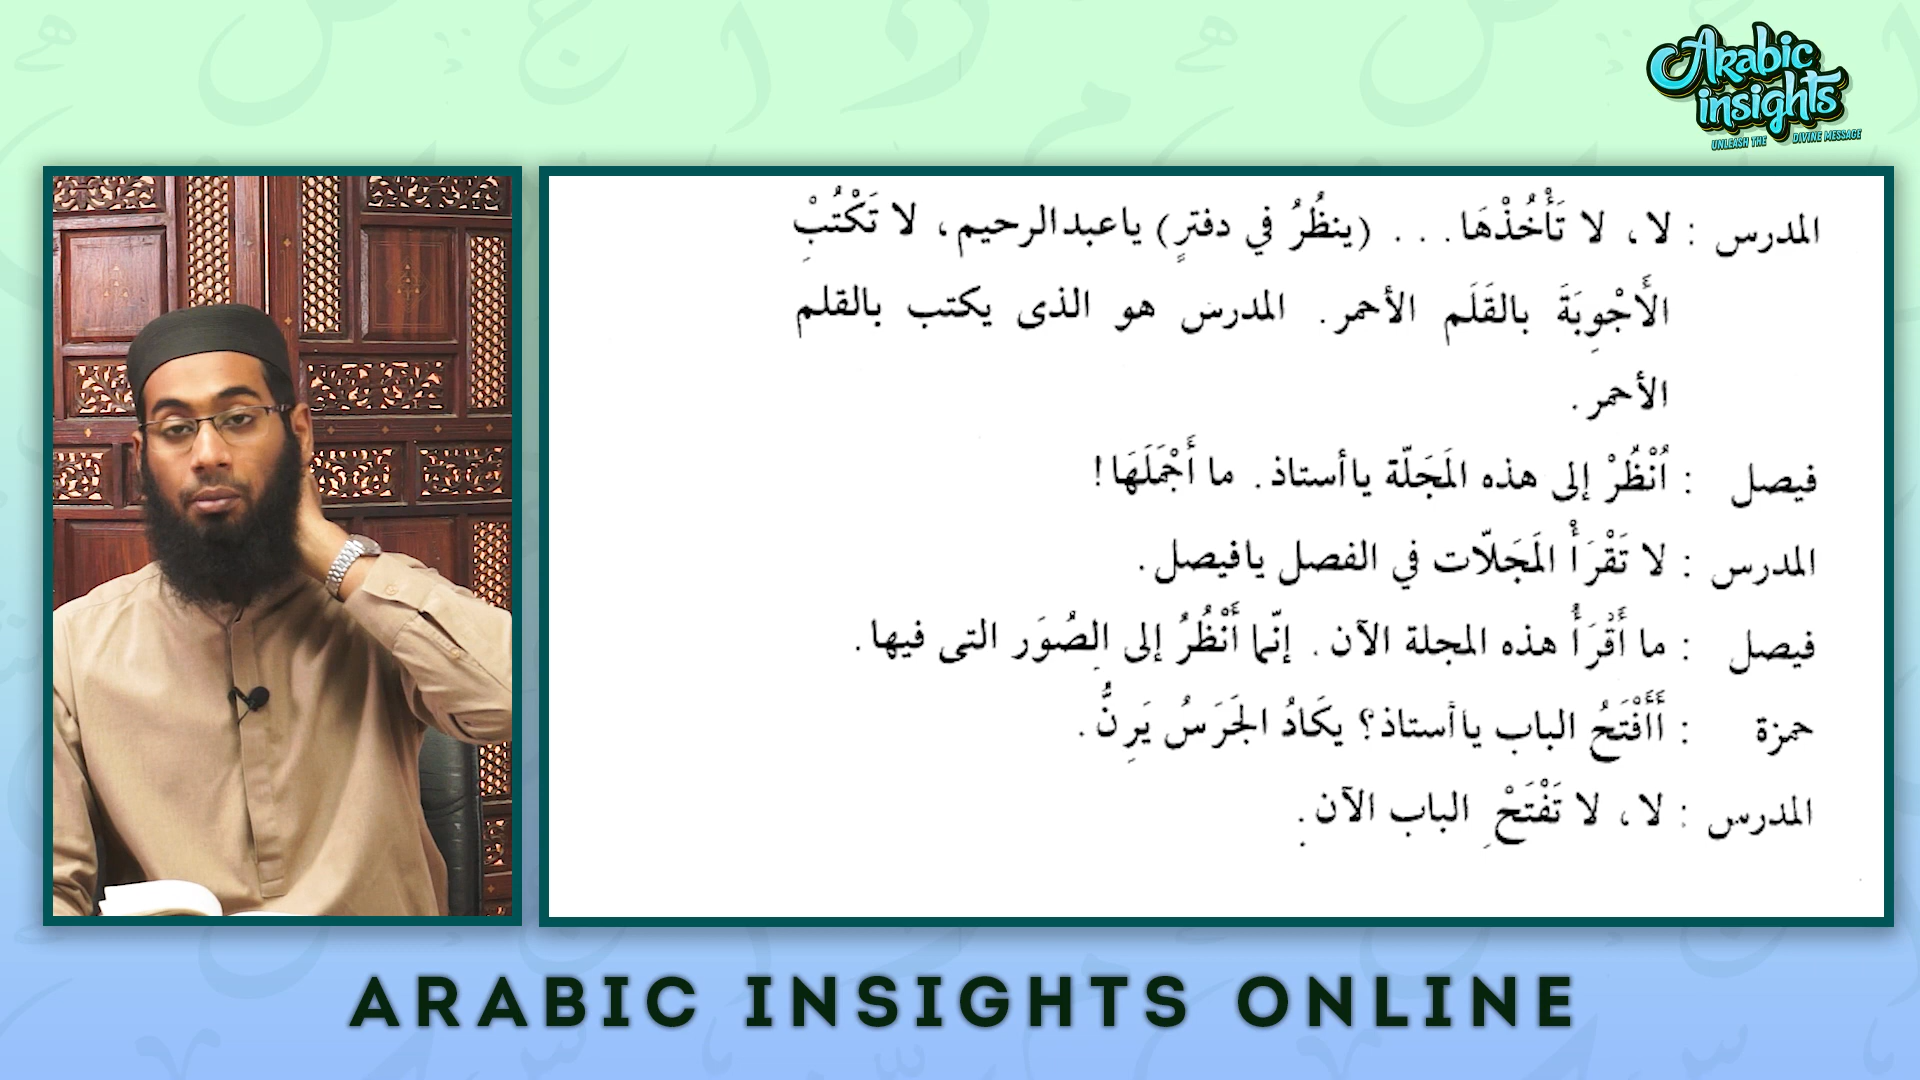 Arabic
insights
UNLEASH THE DIVINE MESSAGE
المدرس : لا، لا تَأْخُذْهَا... (ينظُرُ في دفترٍ) ياعبدالرحيم، لا تَكْتُبْ
الأَجْوِبَةَ بالقَلَم الأحمر. المدرس هو الذى يكتب بالقلم
الأحمر.
فيصل : اُنْظُرْ إلى هذه المَجَلّة ياأستاذ. ما أَجْمَلَهَا!
المدرس : لا تَقْرَأْ المَجَلّات في الفصل يافيصل.
فيصل : ما أَقْرَأُ هذه المجلة الآن. إنّما أَنْظُرُ إلى الصُوَر التى فيها.
حمزة : أَأَفْتَحُ الباب ياأستاذ؟ يكَادُ الجَرَسُ يَرِنُّ.
المدرس : لا، لا تَفْتَحْ الباب الآن.
ARABIC INSIGHTS ONLINE